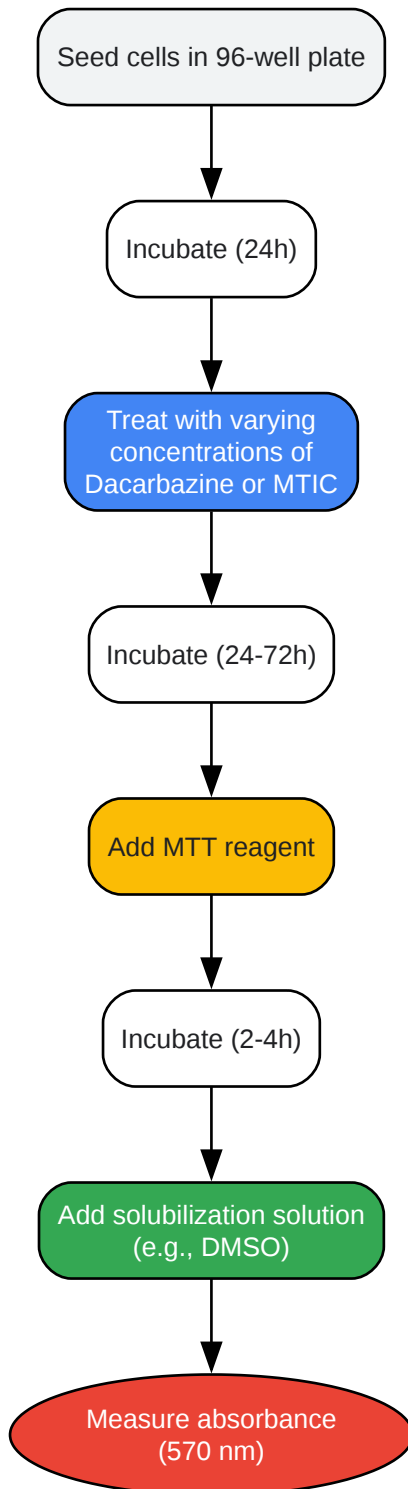 Seed cells in 96-well plate
Incubate (24h)
Treat with varying
concentrations of
Dacarbazine or MTIC
Incubate (24-72h)
Add MTT reagent
Incubate (2-4h)
Add solubilization solution
(e.g., DMSO)
Measure absorbance
(570 nm)